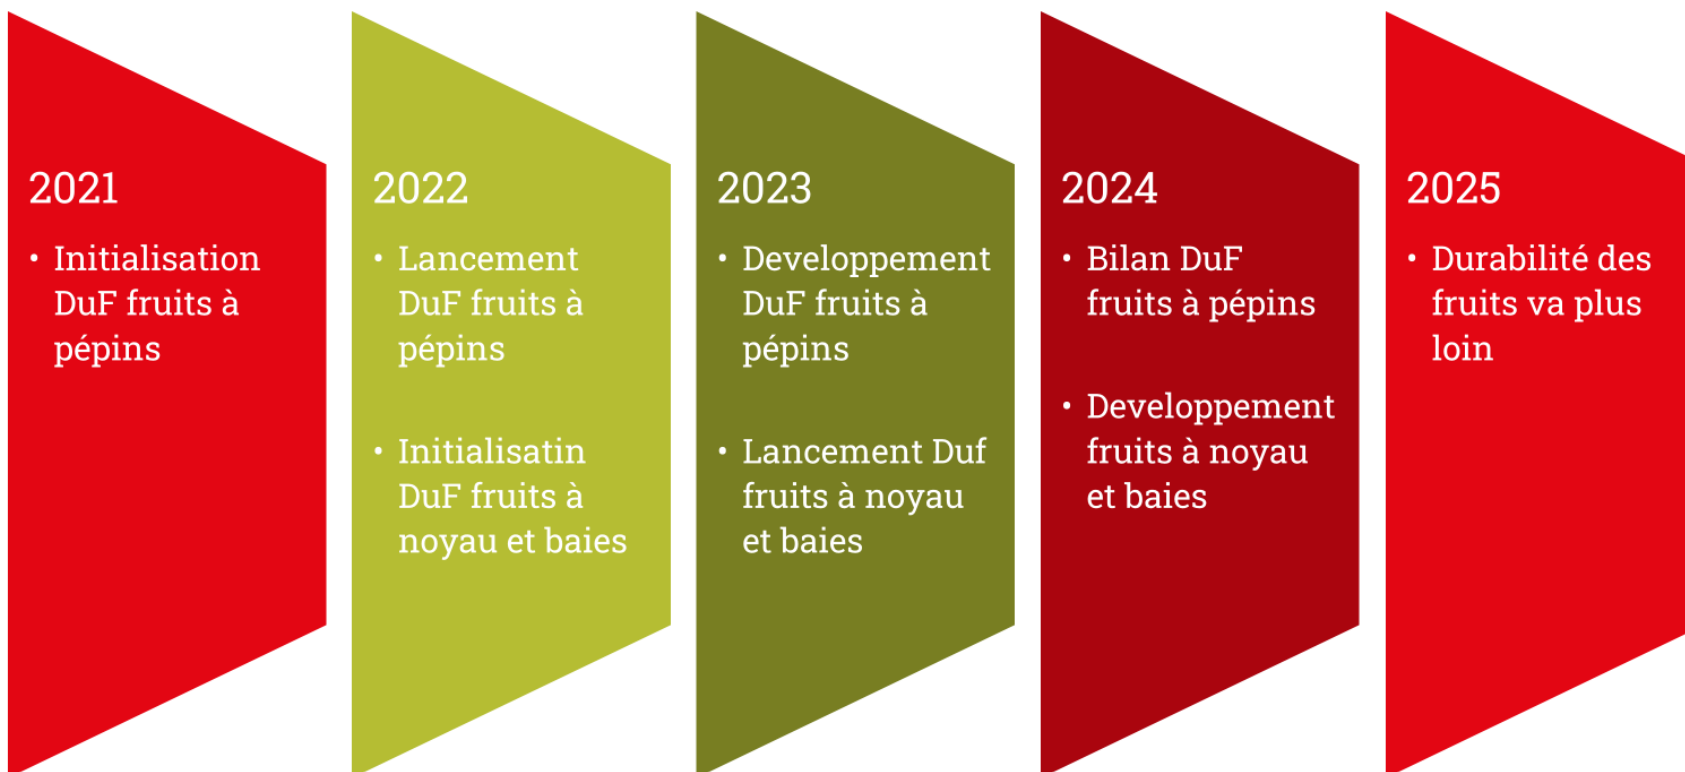 2021
• Initialisation
DuF fruits à
pépins
2022
• Lancement
DuF fruits à
pépins
• Initialisatin
DuF fruits à
noyau et baies
2023
• Developpement
DuF fruits à
pépins
• Lancement Duf
fruits à noyau
et baies
2024
• Bilan DuF
fruits à pépins
• Developpement
fruits à noyau
et baies
2025
• Durabilité des
fruits va plus
loin